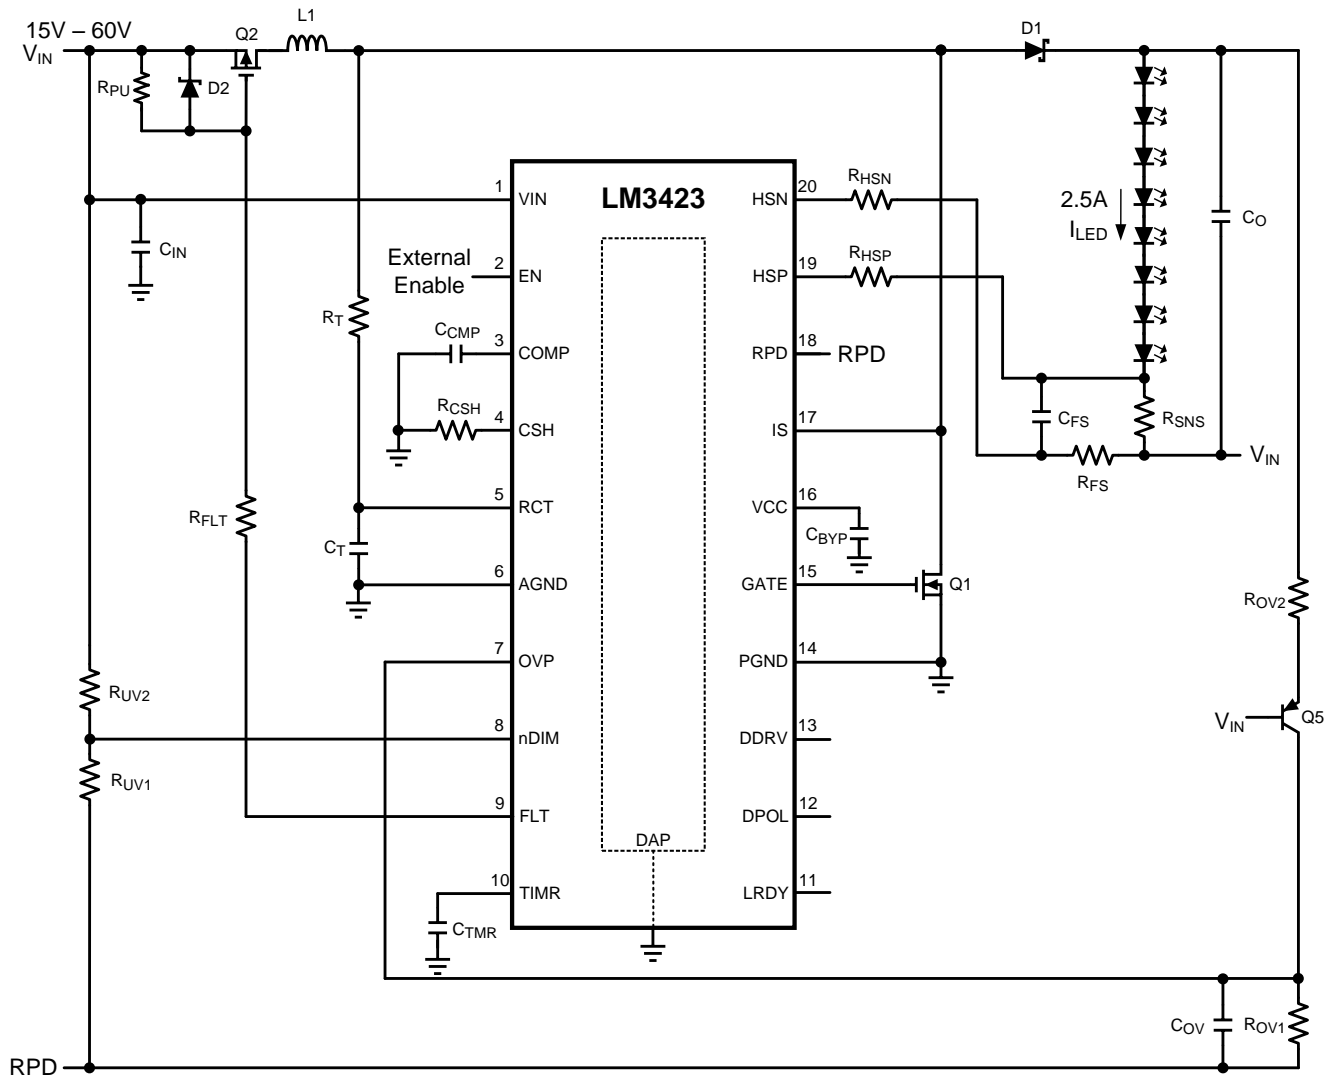 15V – 60V
VIN
Q2
L1
D1
RPU
D2
CIN
External
Enable
RT
CCMP
RCSH
RFLT
CT
RUV2
RUV1
CTMR
LM3423
1 VIN
2 EN
3 COMP
4 CSH
5 RCT
6 AGND
7 OVP
8 nDIM
9 FLT
10 TIMR
DAP
HSN 20
HSP 19
RPD 18
IS 17
VCC 16
GATE 15
PGND 14
DDRV 13
DPOL 12
LRDY 11
RHSN
RHSP
RPD
2.5A
ILED
CO
CFS
RSNS
RFS
VIN
CBYP
Q1
ROV2
VIN
Q5
COV
ROV1
RPD